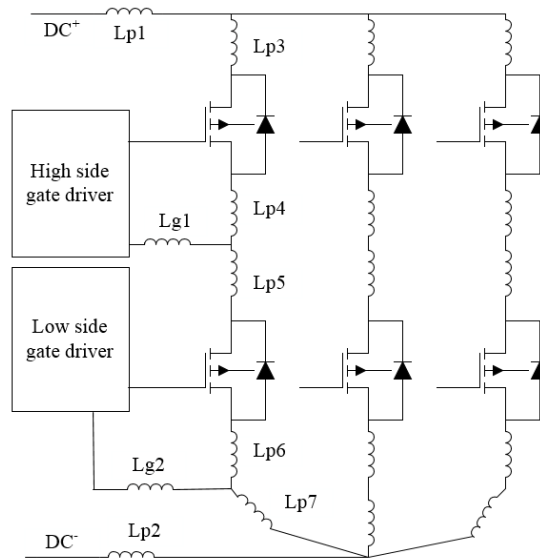 DC⁺
Lp1
Lp3
High side
gate driver
Lg1
Lp4
Lp5
Low side
gate driver
Lp6
Lg2
Lp7
DC⁻
Lp2